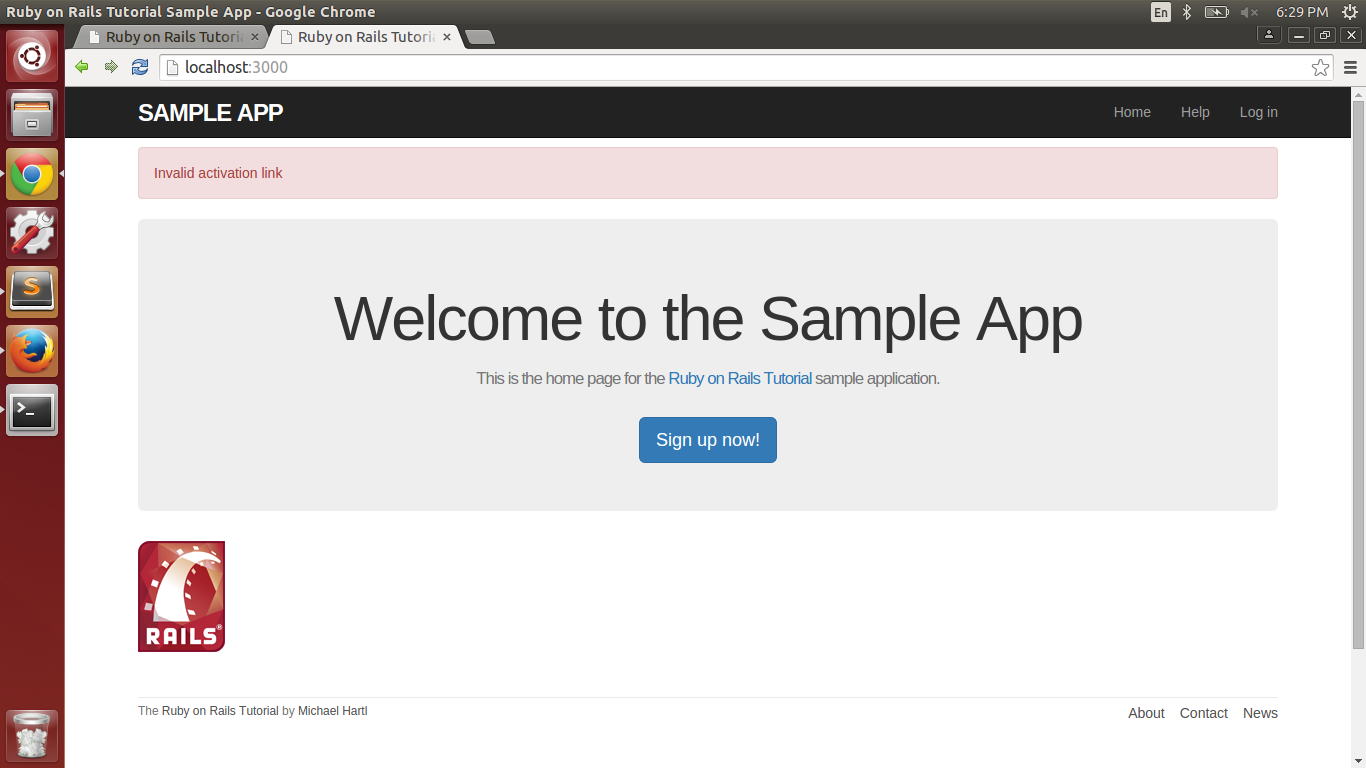 Ruby on Rails Tutorial Sample App - Google Chrome
En
6:29 PM
Ruby on Rails Tutori
Ruby on Rails Tutori
localhost:3000
SAMPLE APP
Home Help Log in
Invalid activation link
Welcome to the Sample App
This is the home page for the Ruby on Rails Tutorial sample application.
Sign up now!
RAILS®
The Ruby on Rails Tutorial by Michael Hartl
About Contact News